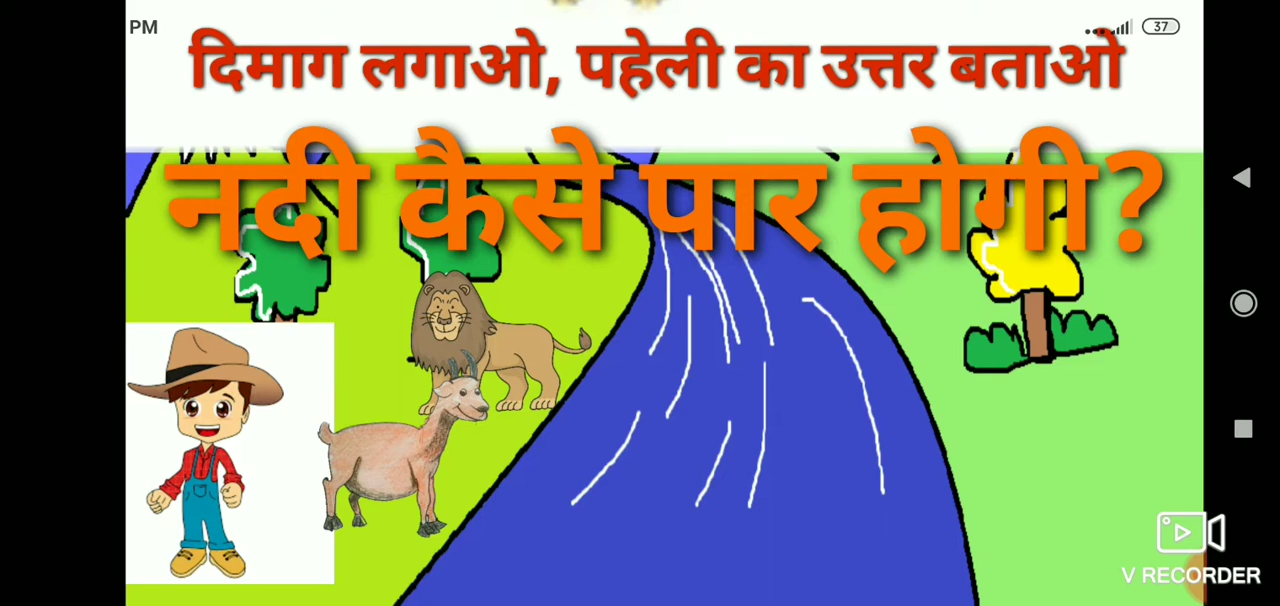 PM
37
दिमाग लगाओ, पहेली का उत्तर बताओ
नदी कैसे पार होगी?
V RECORDER